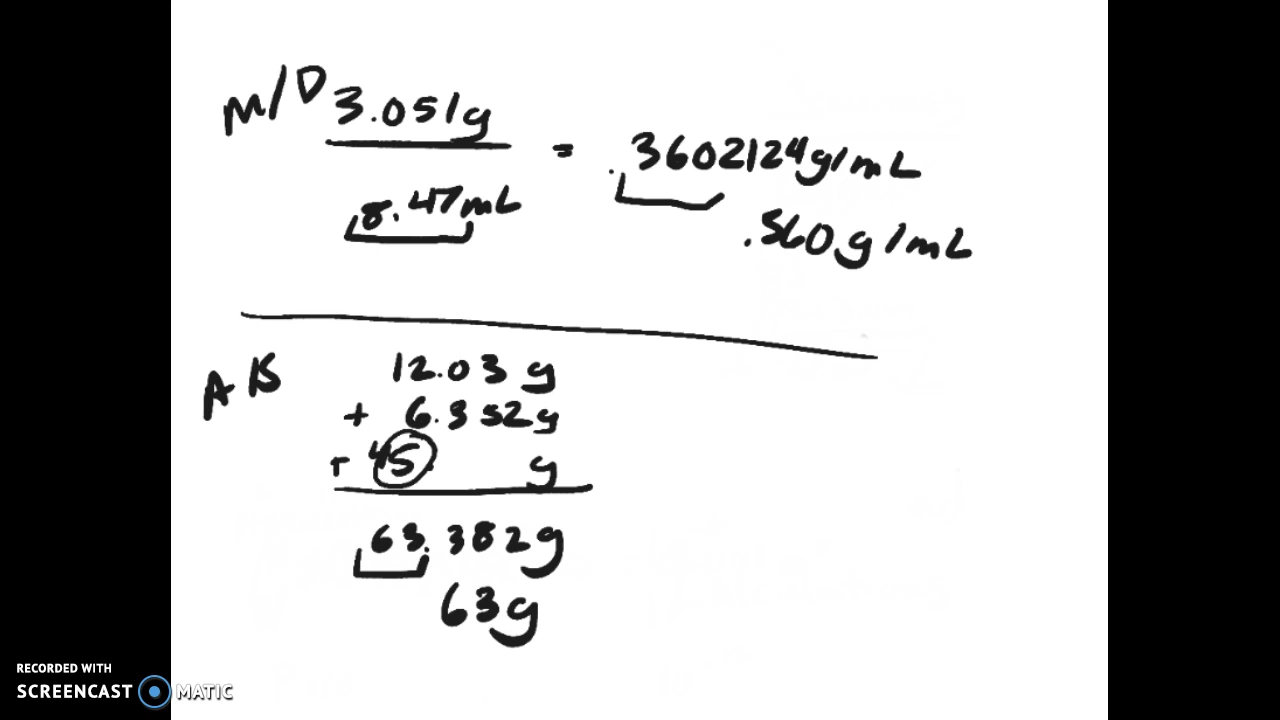 M/D 3.051g
= .3602124g/mL
8.47mL
.360g/mL
A/S 12.03 g
+ 6.352g
+ 45. g
63.382g
63g
RECORDED WITH
SCREENCAST MATIC